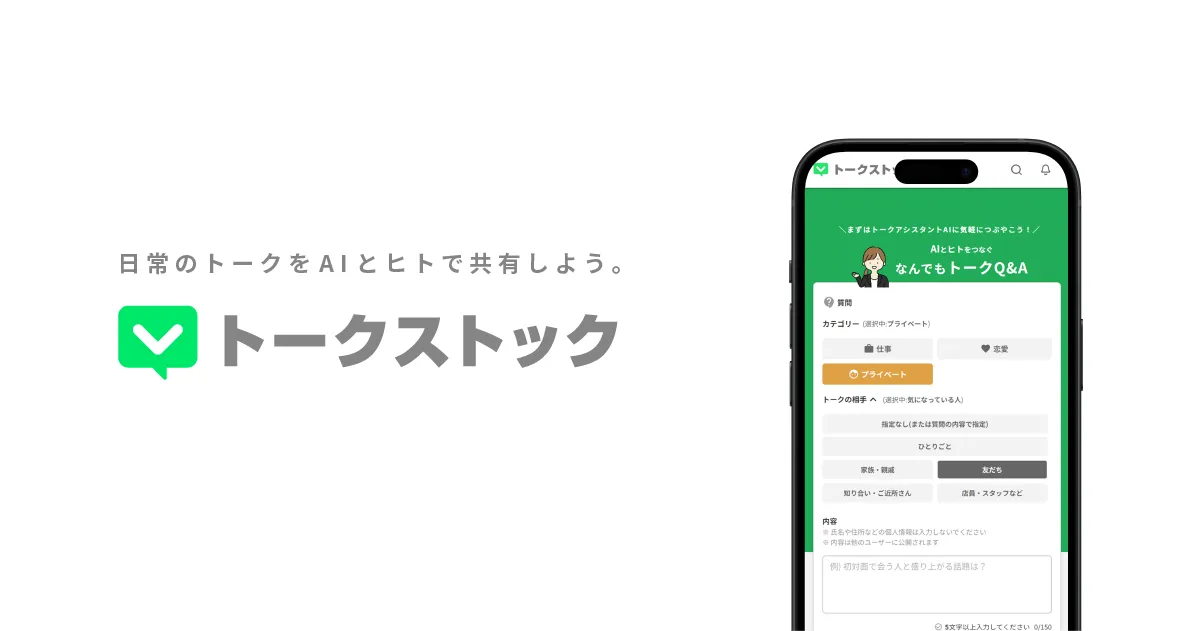 日常のトークをAIとヒトで共有しよう。
トークストック
トークスト
＼まずはトークアシスタントAIに気軽につぶやこう！／
AIとヒトをつなぐ
なんでもトークQ&A
質問
カテゴリー (選択中:プライベート)
仕事
恋愛
プライベート
トークの相手 (選択中:気になっている人)
指定なし(または質問の内容で指定)
ひとりごと
家族・親戚
友だち
知り合い・ご近所さん
店員・スタッフなど
内容
※ 氏名や住所などの個人情報は入力しないでください
※ 内容は他のユーザーに公開されます
例) 初対面で会う人と盛り上がる話題は？
5文字以上入力してください 0/150